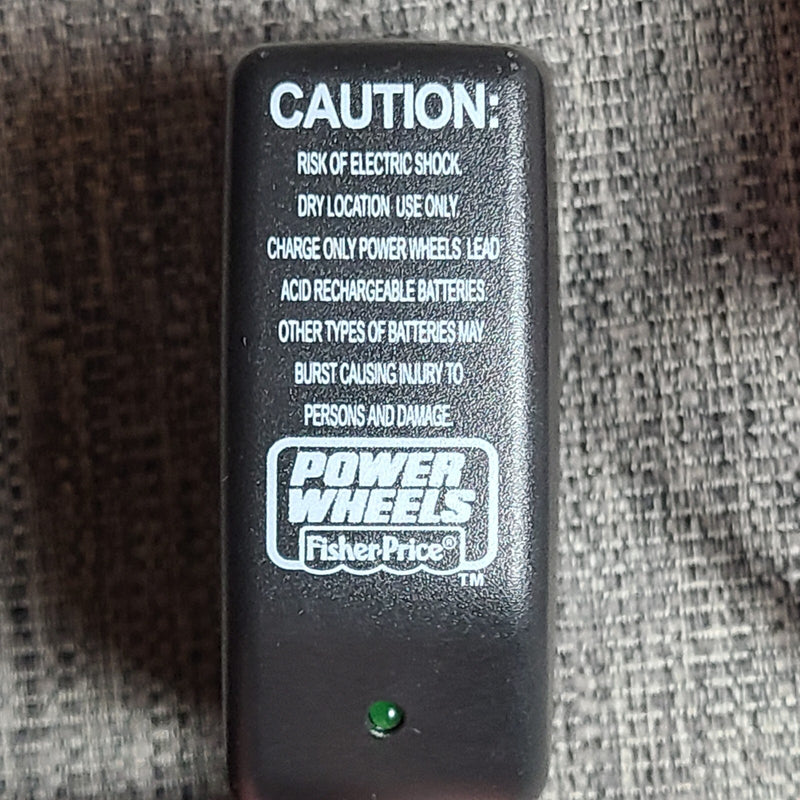 CAUTION:
RISK OF ELECTRIC SHOCK.
DRY LOCATION USE ONLY.
CHARGE ONLY POWER WHEELS LEAD
ACID RECHARGEABLE BATTERIES
OTHER TYPES OF BATTERIES MAY
BURST CAUSING INJURY TO
PERSONS AND DAMAGE.
POWER
WHEELS
Fisher-Price®
TM